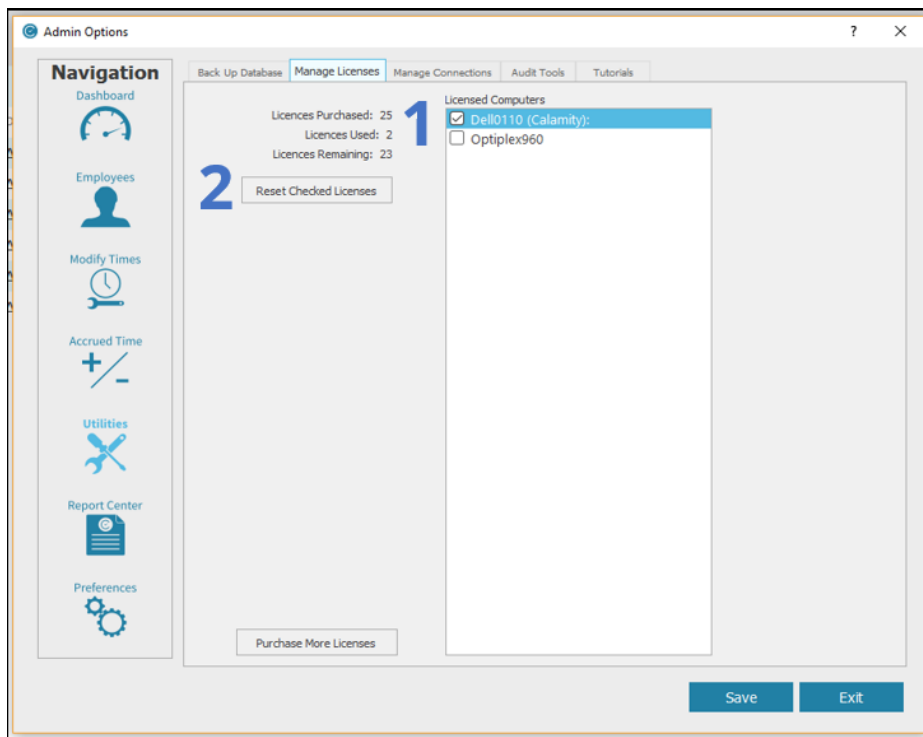 Admin Options
?
Navigation
Dashboard
Employees
Modify Times
Accrued Time
Utilities
Report Center
Preferences
Back Up Database
Manage Licenses
Manage Connections
Audit Tools
Tutorials
Licences Purchased: 25
Licences Used: 2
Licences Remaining: 23
2
Reset Checked Licenses
Purchase More Licenses
1
Licensed Computers
Dell0110 (Calamity):
Optiplex960
Save
Exit